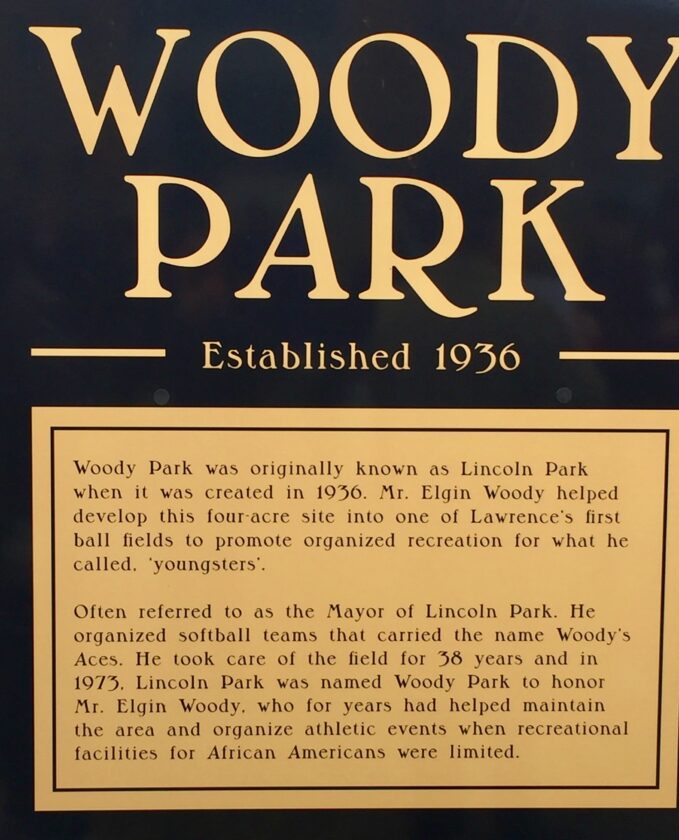 WOODY
PARK
Established 1936
Woody Park was originally known as Lincoln Park
when it was created in 1936. Mr. Elgin Woody helped
develop this four-acre site into one of Lawrence's first
ball fields to promote organized recreation for what he
called, 'youngsters'.
Often referred to as the Mayor of Lincoln Park. He
organized softball teams that carried the name Woody's
Aces. He took care of the field for 38 years and in
1973, Lincoln Park was named Woody Park to honor
Mr. Elgin Woody, who for years had helped maintain
the area and organize athletic events when recreational
facilities for African Americans were limited.